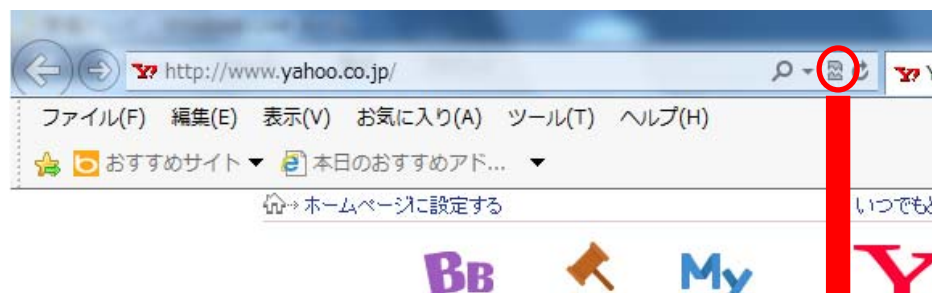 http://www.yahoo.co.jp/
ファイル(F) 編集(E) 表示(V) お気に入り(A) ツール(T) ヘルプ(H)
おすすめサイト ▼ 本日のおすすめアド... ▼
ホームページに設定する いつでも
BB My Y